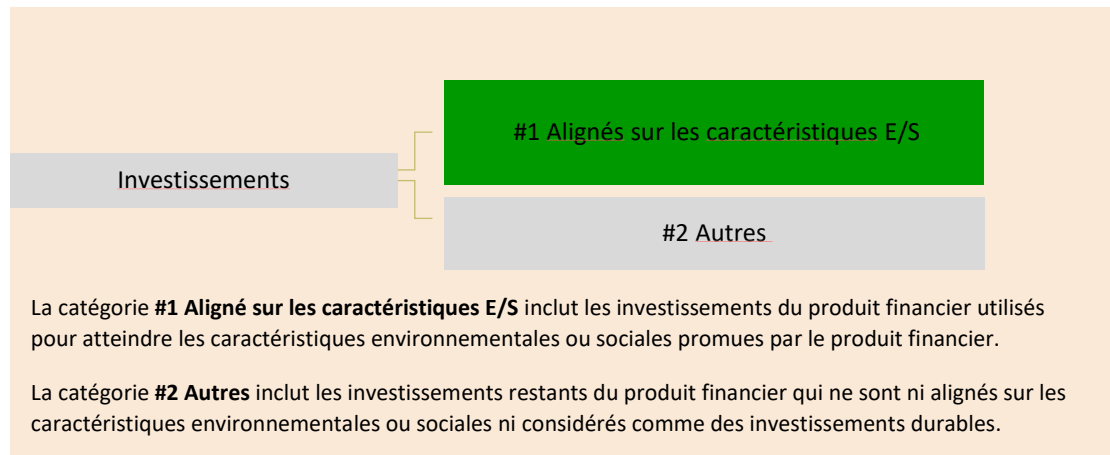 #1 Alignés sur les caractéristiques E/S
Investissements
#2 Autres
La catégorie #1 Aligné sur les caractéristiques E/S inclut les investissements du produit financier utilisés
pour atteindre les caractéristiques environnementales ou sociales promues par le produit financier.
La catégorie #2 Autres inclut les investissements restants du produit financier qui ne sont ni alignés sur les
caractéristiques environnementales ou sociales ni considérés comme des investissements durables.